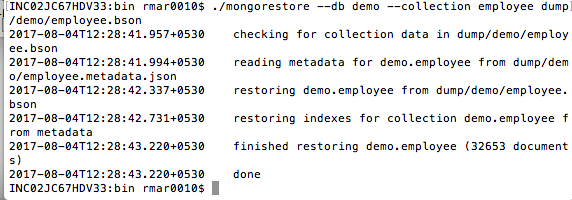 [INC02JC67HDV33:bin rmar0010$ ./mongorestore --db demo --collection employee dump]
/demo/employee.bson
2017-08-04T12:28:41.957+0530    checking for collection data in dump/demo/employ
ee.bson
2017-08-04T12:28:41.994+0530    reading metadata for demo.employee from dump/dem
o/employee.metadata.json
2017-08-04T12:28:42.337+0530    restoring demo.employee from dump/demo/employee.
bson
2017-08-04T12:28:42.731+0530    restoring indexes for collection demo.employee f
rom metadata
2017-08-04T12:28:43.220+0530    finished restoring demo.employee (32653 document
s)
2017-08-04T12:28:43.220+0530    done
INC02JC67HDV33:bin rmar0010$